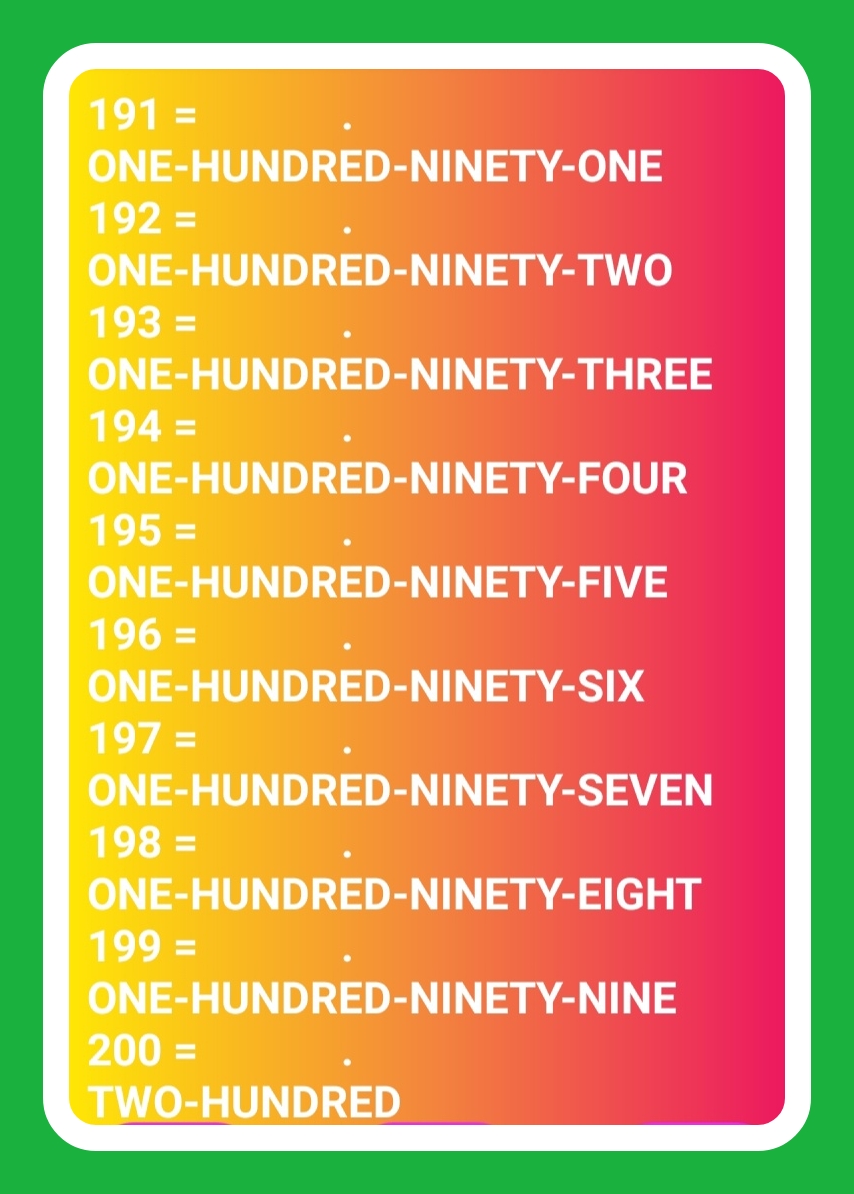 191 = .
ONE-HUNDRED-NINETY-ONE
192 = .
ONE-HUNDRED-NINETY-TWO
193 = .
ONE-HUNDRED-NINETY-THREE
194 = .
ONE-HUNDRED-NINETY-FOUR
195 = .
ONE-HUNDRED-NINETY-FIVE
196 = .
ONE-HUNDRED-NINETY-SIX
197 = .
ONE-HUNDRED-NINETY-SEVEN
198 = .
ONE-HUNDRED-NINETY-EIGHT
199 = .
ONE-HUNDRED-NINETY-NINE
200 = .
TWO-HUNDRED